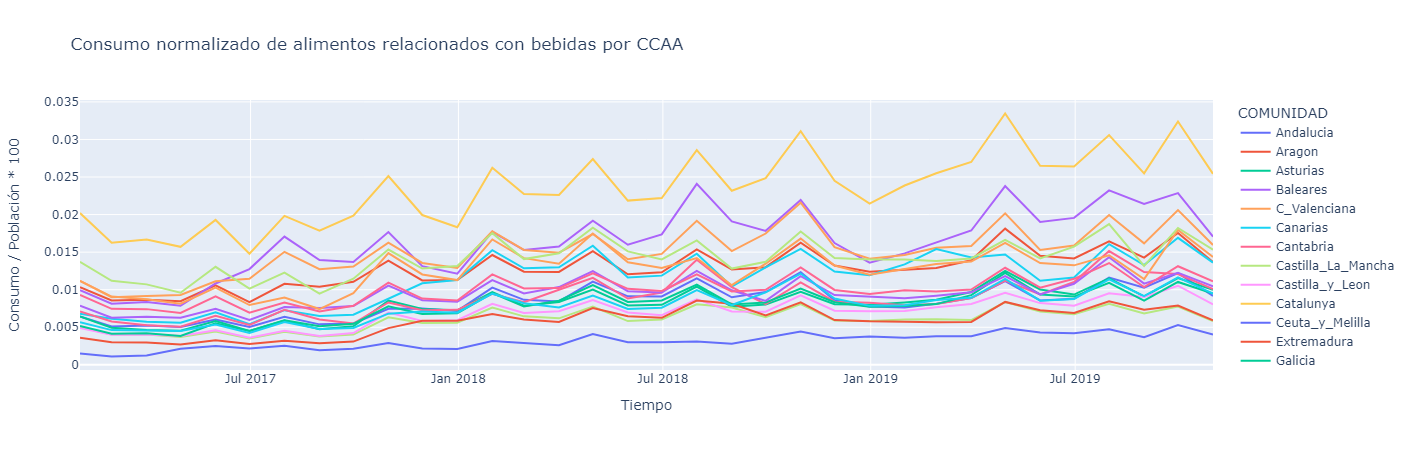 Consumo normalizado de alimentos relacionados con bebidas por CCAA
0.035
0.03
0.025
0.02
0.015
0.01
0.005
0
Consumo / Población * 100
Jul 2017
Jan 2018
Jul 2018
Jan 2019
Jul 2019
Tiempo
COMUNIDAD
Andalucia
Aragon
Asturias
Baleares
C_Valenciana
Canarias
Cantabria
Castilla_La_Mancha
Castilla_y_Leon
Catalunya
Ceuta_y_Melilla
Extremadura
Galicia